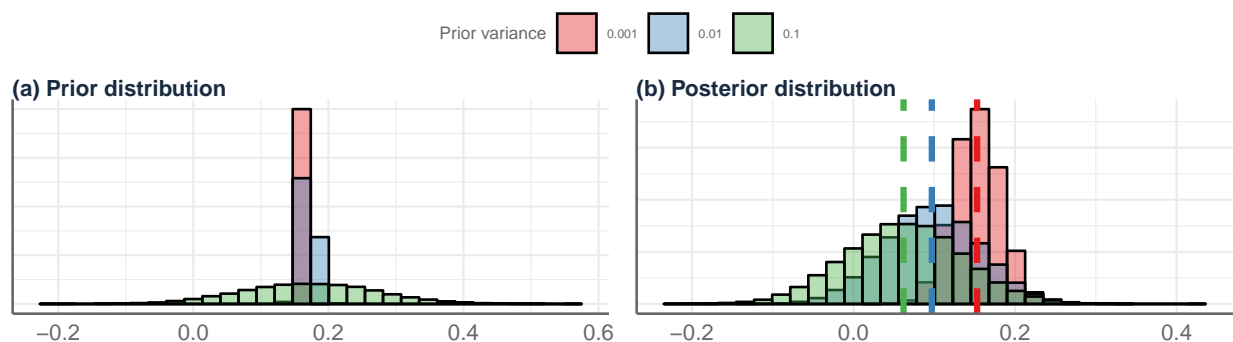 Prior variance 0.001 0.01 0.1
(a) Prior distribution
(b) Posterior distribution
−0.2 0.0 0.2 0.4 0.6
−0.2 0.0 0.2 0.4